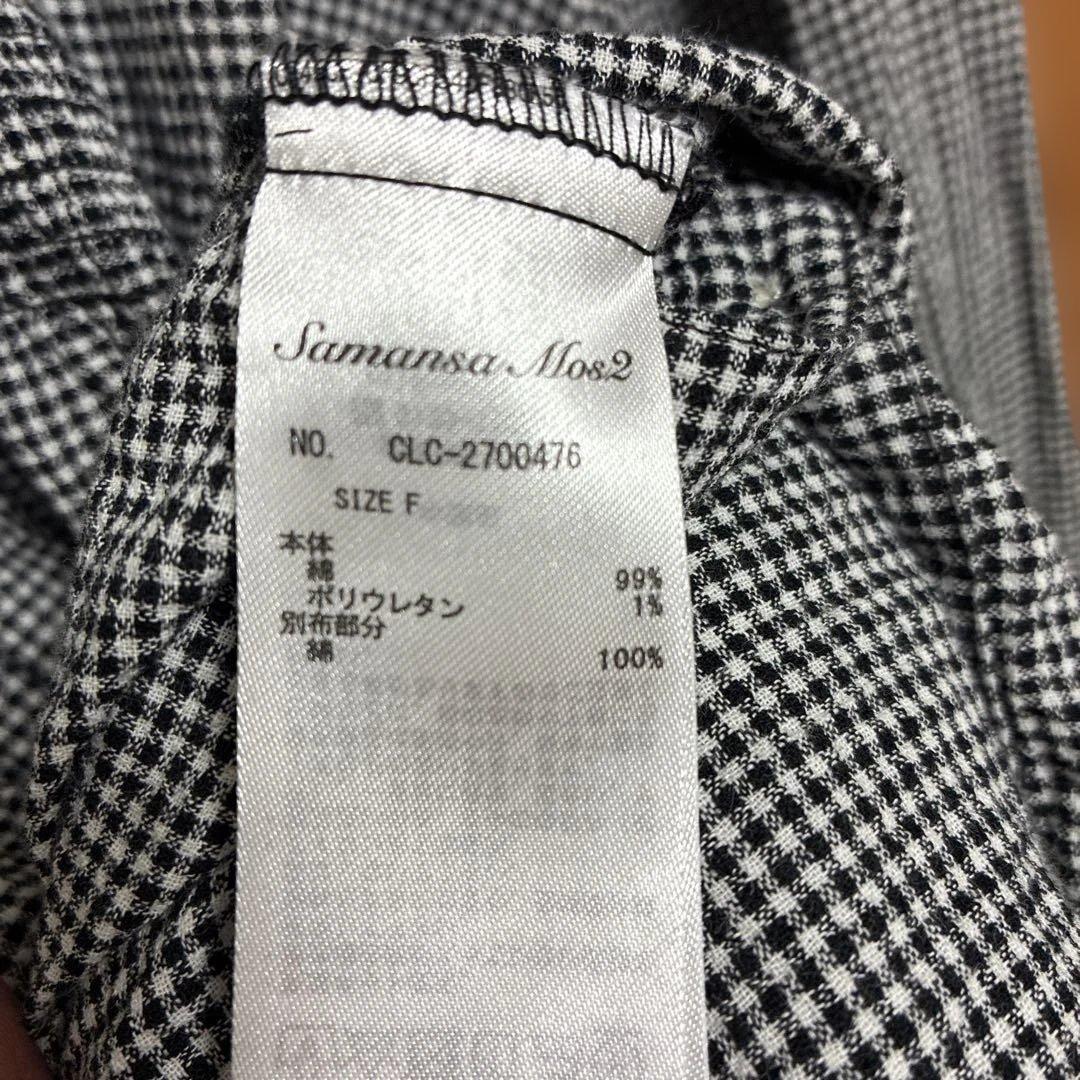 Samansa Mos2
NO. CLC-2700476
SIZE F
本体
綿 99%
ポリウレタン 1%
別布部分
綿 100%